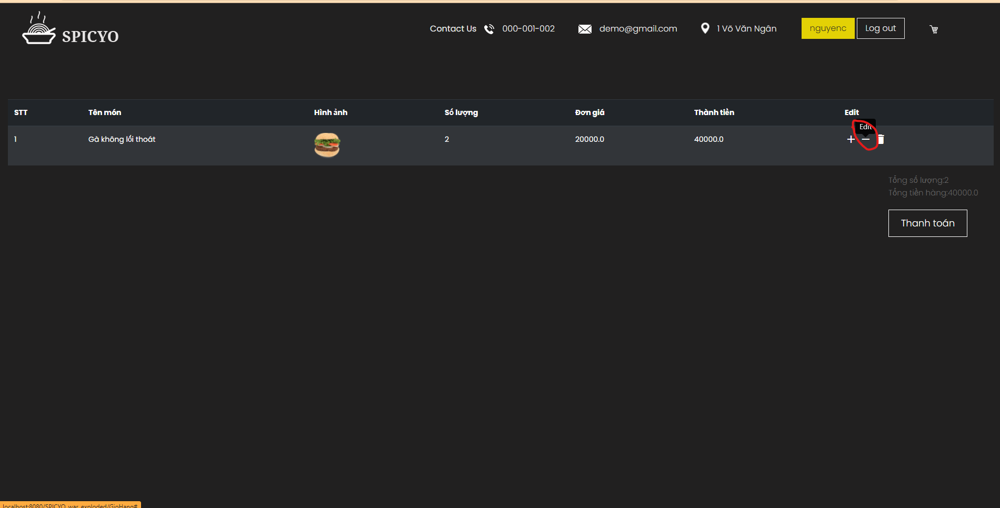 SPICYO
Contact Us 000-001-002 demo@gmail.com 1 Võ Văn Ngân nguyenc Log out
STT Tên món Hình ảnh Số lượng Đơn giá Thành tiền Edit
Edit
1 Gà không lối thoát 2 20000.0 40000.0
Tổng số lượng:2
Tổng tiền hàng:40000.0
Thanh toán
localhost:8080/SPICYO_war_exploded/GioHang#